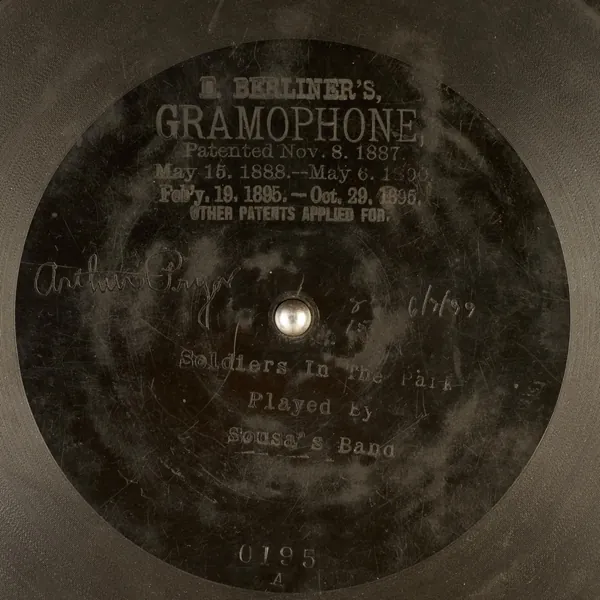 E. BERLINER'S,
GRAMOPHONE,
Patented Nov. 8. 1887.
May 15. 1888.--May 6. 1890.
Feb'y. 19. 1895.--Oct. 29. 1895.
OTHER PATENTS APPLIED FOR.
Arthur Pryor
6/7/99
Soldiers In The Park
Played By
Sousa's Band
0195
A